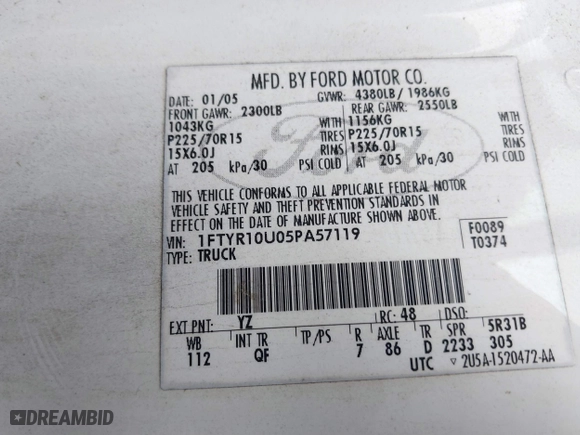 MFD. BY FORD MOTOR CO.
DATE: 01/05 GVWR: 4380LB/ 1986KG
FRONT GAWR: 2300LB REAR GAWR: 2550LB
1043KG WITH 1156KG WITH
P225/70R15 TIRES P225/70R15 TIRES
15X6.0J RIMS 15X6.0J RIMS
AT 205 kPa/30 PSI COLD AT 205 kPa/30 PSI COLD
Ford
THIS VEHICLE CONFORMS TO ALL APPLICABLE FEDERAL MOTOR
VEHICLE SAFETY AND THEFT PREVENTION STANDARDS IN
EFFECT ON THE DATE OF MANUFACTURE SHOWN ABOVE.
VIN: 1FTYR10U05PA57119 F0089
TYPE: TRUCK T0374
EXT PNT: YZ RC: 48 DSO:
WB INT TR TP/PS R AXLE TR SPR 5R31B
112 QF 7 86 D 2233 305
UTC ▽ 2U5A-1520472-AA
DREAMBID